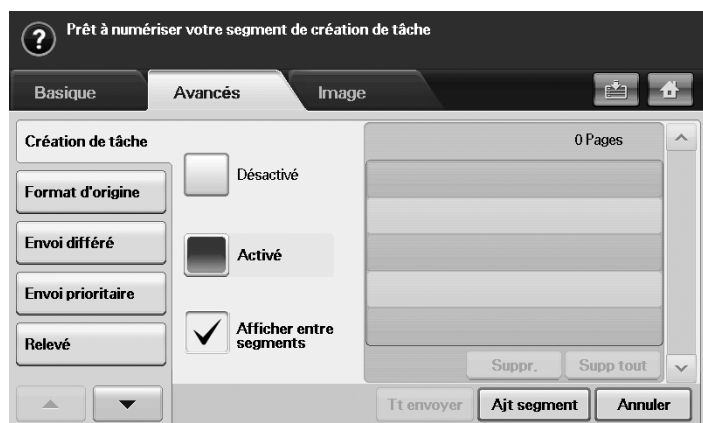 ?
Prêt à numériser votre segment de création de tâche
Basique
Avancés
Image
Création de tâche
Format d'origine
Envoi différé
Envoi prioritaire
Relevé
Désactivé
Activé
Afficher entre
segments
0 Pages
Suppr.
Supp tout
Tt envoyer
Ajt segment
Annuler